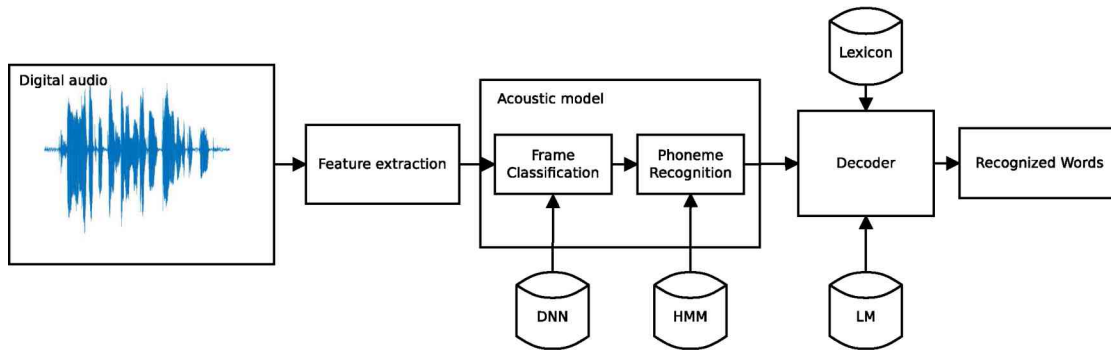 Lexicon
Digital audio
Acoustic model
Feature extraction
Frame
Classification
Phoneme
Recognition
Decoder
Recognized Words
DNN
HMM
LM